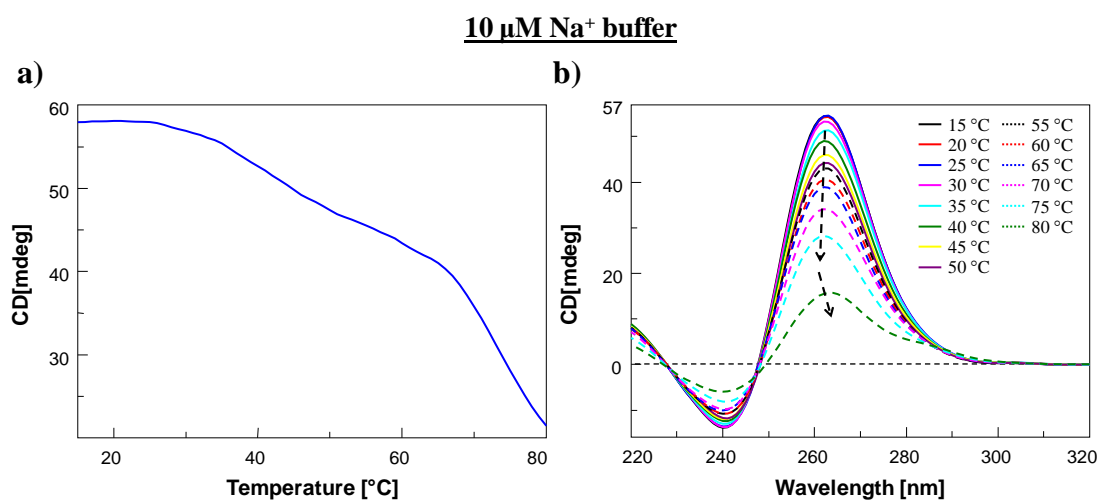 10 µM Na⁺ buffer
a)
60
50
40
30
20
40
60
80
CD[mdeg]
Temperature [°C]
b)
57
40
20
0
220
240
260
280
300
320
CD[mdeg]
Wavelength [nm]
15 °C
20 °C
25 °C
30 °C
35 °C
40 °C
45 °C
50 °C
55 °C
60 °C
65 °C
70 °C
75 °C
80 °C